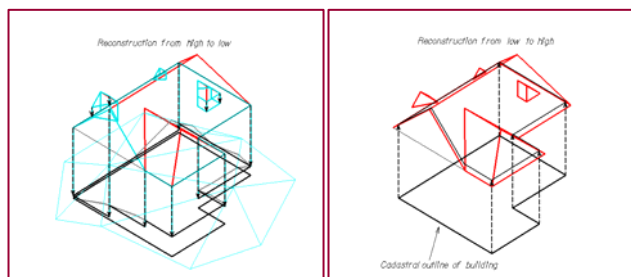 Reconstruction from high to low
Reconstruction from low to high
Cadastral outline of building